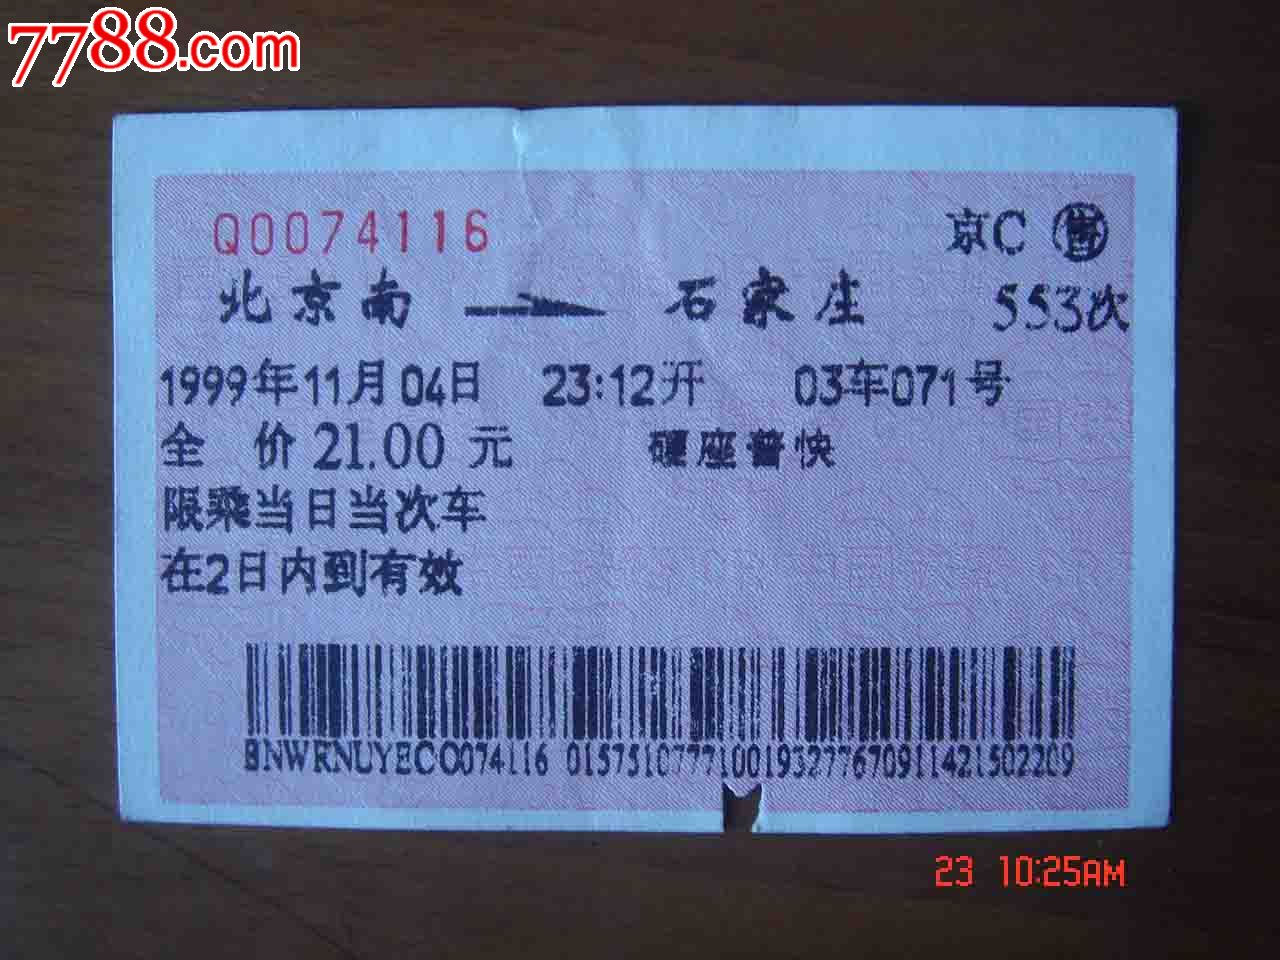 7788.com
Q0074116 京C 售
北京南 石家庄 553次
1999年11月04日 23:12开 03车071号
全 价 21.00 元 硬座普快
限乘当日当次车
在2日内到有效
BNWRNUYECO074116 0157510777100193277670911421502209
23 10:25AM